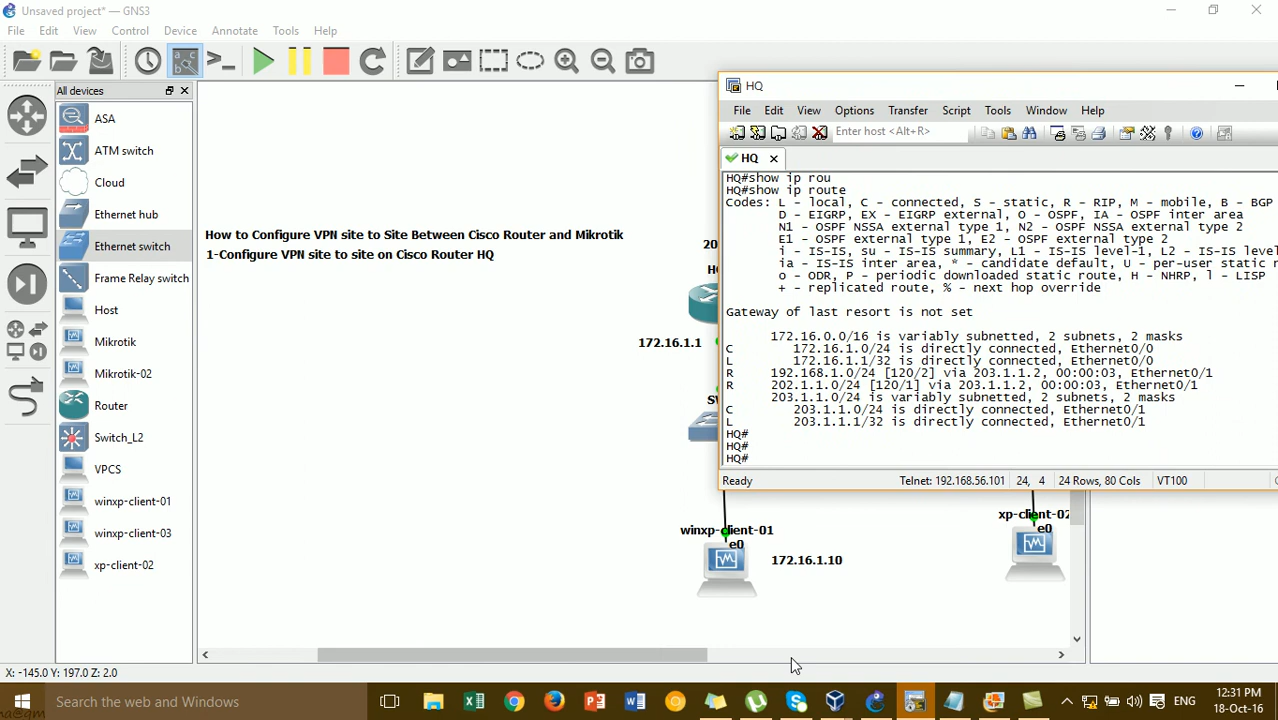 Unsaved project* — GNS3
File Edit View Control Device Annotate Tools Help
All devices
ASA
ATM switch
Cloud
Ethernet hub
Ethernet switch
Frame Relay switch
Host
Mikrotik
Mikrotik-02
Router
Switch_L2
VPCS
winxp-client-01
winxp-client-03
xp-client-02
How to Configure VPN site to Site Between Cisco Router and Mikrotik
1-Configure VPN site to site on Cisco Router HQ
172.16.1.1
winxp-client-01
e0
172.16.1.10
xp-client-02
e0
HQ
File Edit View Options Transfer Script Tools Window Help
Enter host <Alt+R>
HQ
HQ#show ip rou
HQ#show ip route
Codes: L - local, C - connected, S - static, R - RIP, M - mobile, B - BGP
D - EIGRP, EX - EIGRP external, O - OSPF, IA - OSPF inter area
N1 - OSPF NSSA external type 1, N2 - OSPF NSSA external type 2
E1 - OSPF external type 1, E2 - OSPF external type 2
i - IS-IS, su - IS-IS summary, L1 - IS-IS level-1, L2 - IS-IS level
ia - IS-IS inter area, * - candidate default, U - per-user static
o - ODR, P - periodic downloaded static route, H - NHRP, l - LISP
+ - replicated route, % - next hop override
Gateway of last resort is not set
172.16.0.0/16 is variably subnetted, 2 subnets, 2 masks
C 172.16.1.0/24 is directly connected, Ethernet0/0
L 172.16.1.1/32 is directly connected, Ethernet0/0
R 192.168.1.0 [120/2] via 203.1.1.2, 00:00:03, Ethernet0/1
R 202.1.1.0/24 [120/1] via 203.1.1.2, 00:00:03, Ethernet0/1
203.1.1.0/24 is variably subnetted, 2 subnets, 2 masks
C 203.1.1.0/24 is directly connected, Ethernet0/1
L 203.1.1.1/32 is directly connected, Ethernet0/1
HQ#
HQ#
HQ#
Ready Telnet: 192.168.56.101 24, 4 24 Rows, 80 Cols VT100
X: -145.0 Y: 197.0 Z: 2.0
Search the web and Windows
ENG
12:31 PM
18-Oct-16